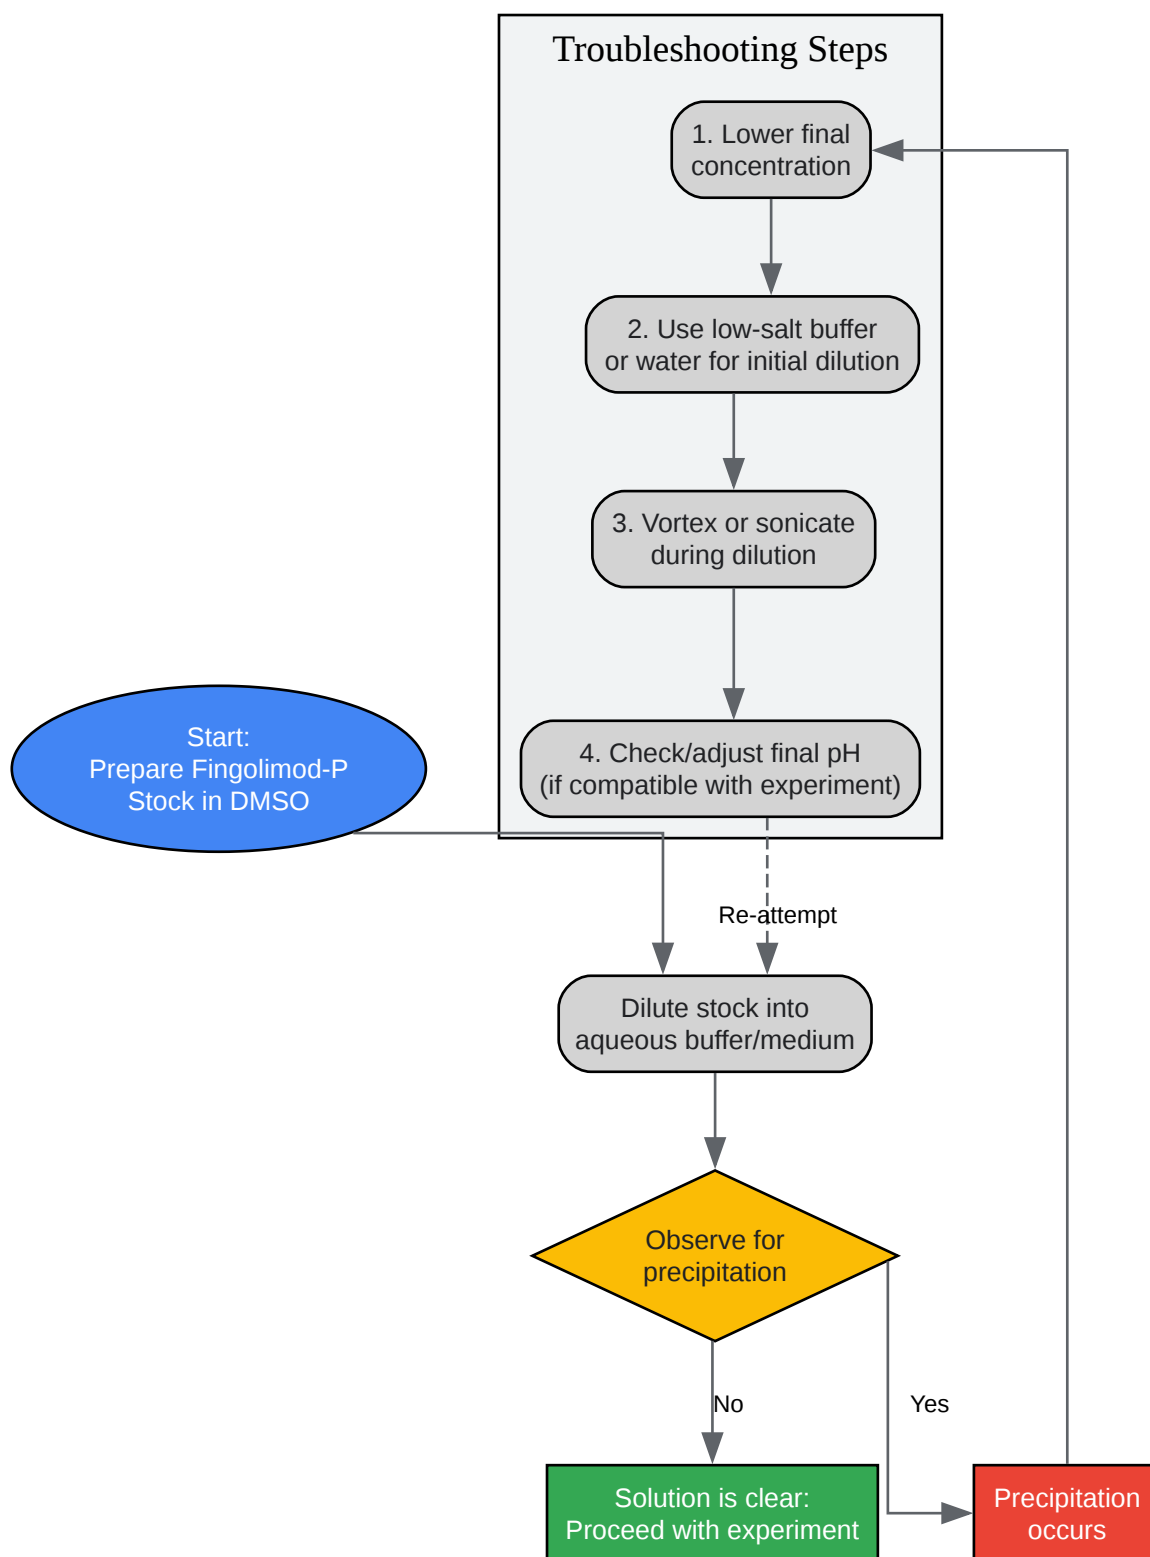 Troubleshooting Steps
1. Lower final
concentration
2. Use low-salt buffer
or water for initial dilution
3. Vortex or sonicate
during dilution
4. Check/adjust final pH
(if compatible with experiment)
Start:
Prepare Fingolimod-P
Stock in DMSO
Re-attempt
Dilute stock into
aqueous buffer/medium
Observe for
precipitation
No
Yes
Solution is clear:
Proceed with experiment
Precipitation
occurs